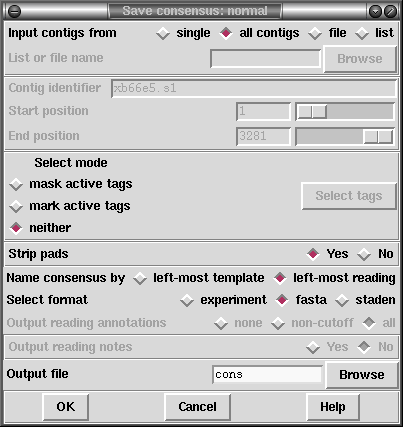 Save consensus: normal
Input contigs from single all contigs file list
List or file name Browse
Contig identifier xb66e5.s1
Start position 1
End position 3281
Select mode
mask active tags
mark active tags Select tags
neither
Strip pads Yes No
Name consensus by left-most template left-most reading
Select format experiment fasta staden
Output reading annotations none non-cutoff all
Output reading notes Yes No
Output file cons Browse
OK Cancel Help